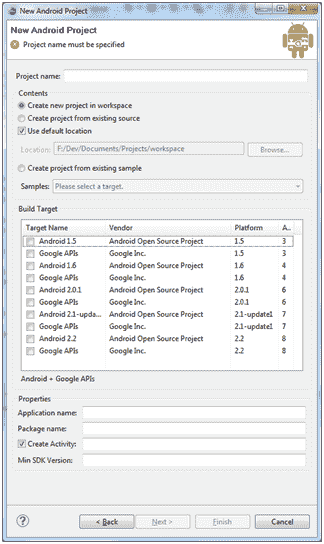 New Android Project
New Android Project
Project name must be specified
Project name:
Contents
Create new project in workspace
Create project from existing source
Use default location
Location: F:/Dev/Documents/Projects/workspace Browse...
Create project from existing sample
Samples: Please select a target.
Build Target
Target Name Vendor Platform A..
Android 1.5 Android Open Source Project 1.5 3
Google APIs Google Inc. 1.5 3
Android 1.6 Android Open Source Project 1.6 4
Google APIs Google Inc. 1.6 4
Android 2.0.1 Android Open Source Project 2.0.1 6
Google APIs Google Inc. 2.0.1 6
Android 2.1-upda... Android Open Source Project 2.1-update1 7
Google APIs Google Inc. 2.1-update1 7
Android 2.2 Android Open Source Project 2.2 8
Google APIs Google Inc. 2.2 8
Android + Google APIs
Properties
Application name:
Package name:
Create Activity:
Min SDK Version:
? < Back Next > Finish Cancel